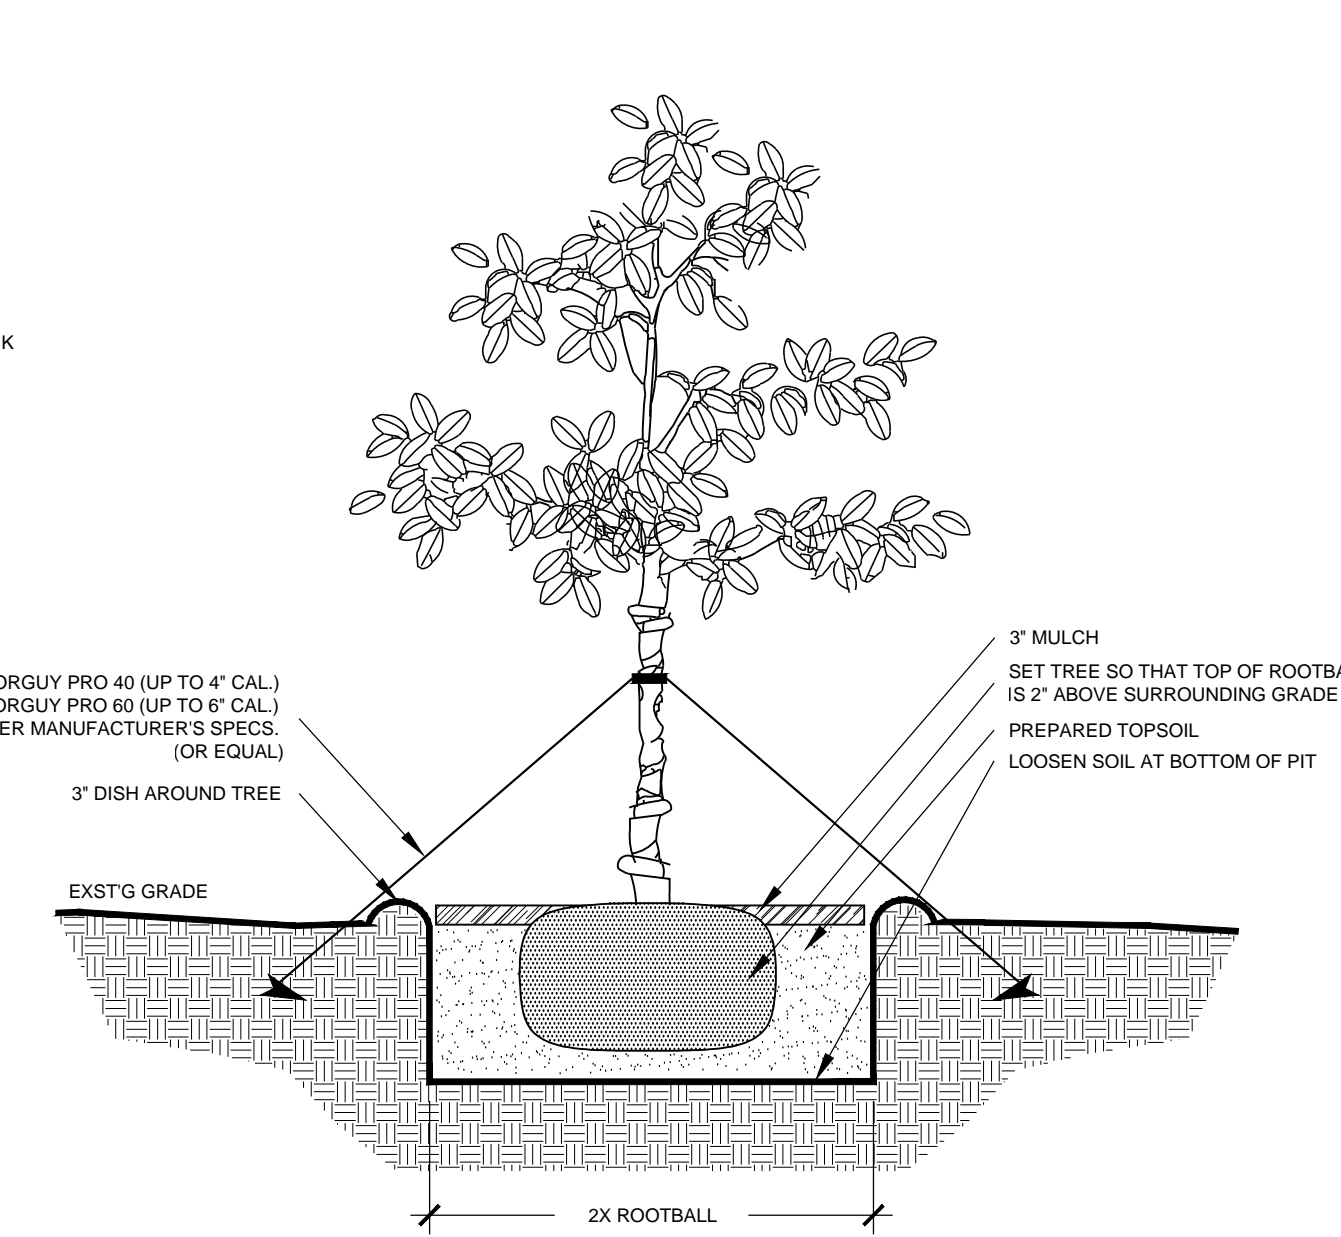 K
ORGUY PRO 40 (UP TO 4" CAL.)
ORGUY PRO 60 (UP TO 6" CAL.)
ER MANUFACTURER'S SPECS.
(OR EQUAL)
3" DISH AROUND TREE
EXST'G GRADE
3" MULCH
SET TREE SO THAT TOP OF ROOTBA
IS 2" ABOVE SURROUNDING GRADE
PREPARED TOPSOIL
LOOSEN SOIL AT BOTTOM OF PIT
2X ROOTBALL